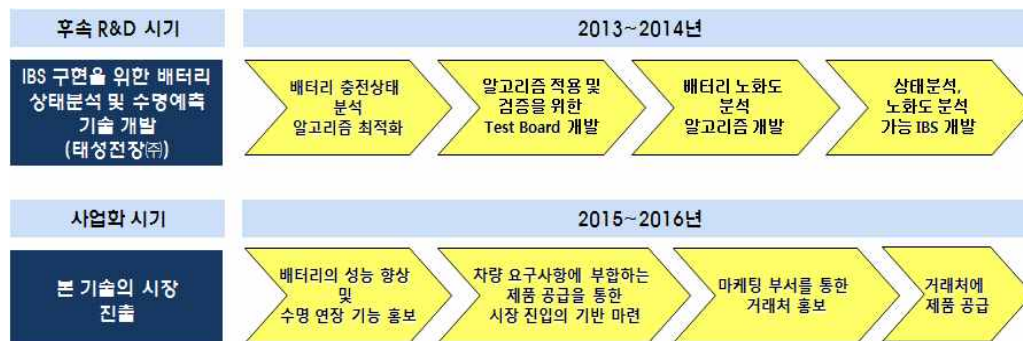 후속 R&D 시기
2013~2014년
IBS 구현을 위한 배터리
상태분석 및 수명예측
기술 개발
(태성전장㈜)
배터리 충전상태
분석
알고리즘 최적화
알고리즘 적용 및
검증을 위한
Test Board 개발
배터리 노화도
분석
알고리즘 개발
상태분석,
노화도 분석
가능 IBS 개발
사업화 시기
2015~2016년
본 기술의 시장
진출
배터리의 성능 향상
및
수명 연장 기능 홍보
차량 요구사항에 부합하는
제품 공급을 통한
시장 진입의 기반 마련
마케팅 부서를 통한
거래처 홍보
거래처에
제품 공급